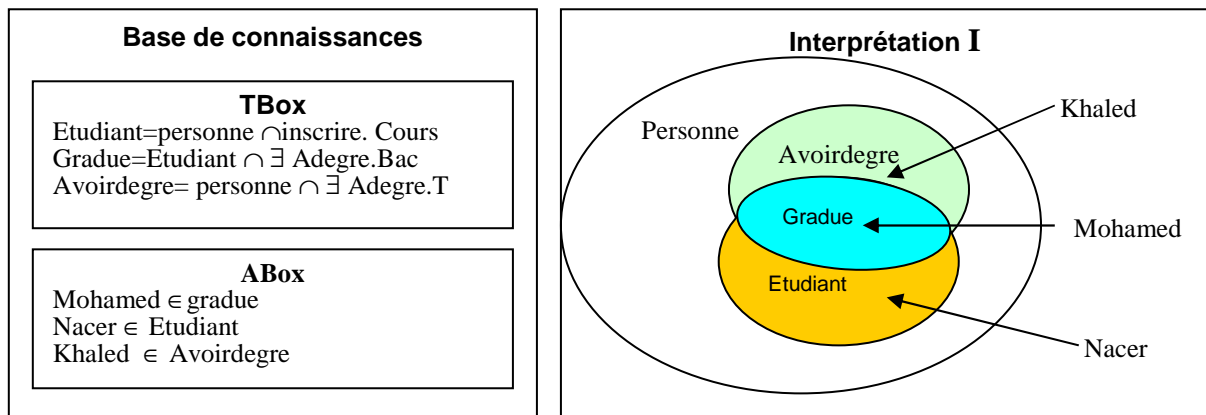 Base de connaissances
TBox
Etudiant=personne ∩inscrire. Cours
Gradue=Etudiant ∩ ∃ Adegre.Bac
Avoirdegre= personne ∩ ∃ Adegre.T
ABox
Mohamed ∈ gradue
Nacer ∈ Etudiant
Khaled ∈ Avoirdegre
Interprétation I
Khaled
Personne
Avoirdegre
Gradue
Mohamed
Etudiant
Nacer